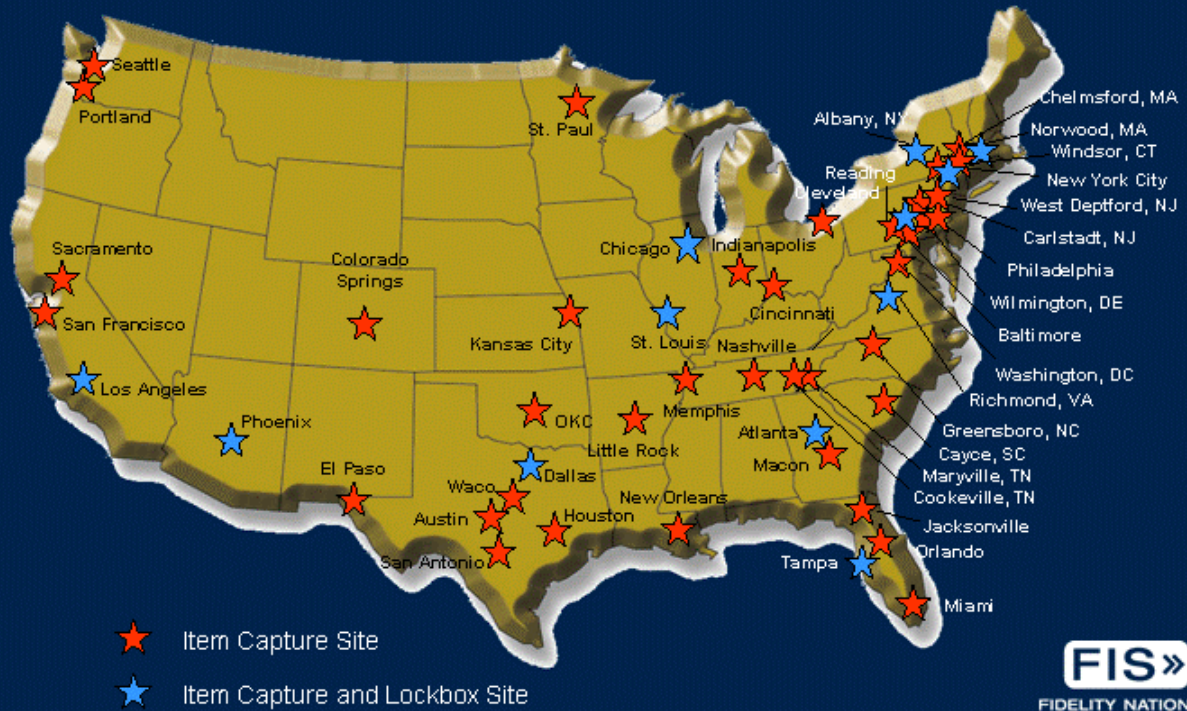 Seattle
Portland
St. Paul
Chelmsford, MA
Albany, NY
Norwood, MA
Windsor, CT
Reading
New York City
Cleveland
West Deptford, NJ
Carlstadt, NJ
Chicago
Indianapolis
Sacramento
Colorado
Springs
Philadelphia
Wilmington, DE
San Francisco
Cincinnati
Baltimore
Kansas City
St. Louis
Nashville
Washington, DC
Los Angeles
Richmond, VA
Memphis
Phoenix
OKC
Little Rock
Atlanta
Greensboro, NC
Cayce, SC
El Paso
Macon
Maryville, TN
Dallas
Waco
New Orleans
Cookeville, TN
Austin
Houston
Jacksonville
Orlando
San Antonio
Tampa
Miami
Item Capture Site
Item Capture and Lockbox Site
FIS»
FIDELITY NATION